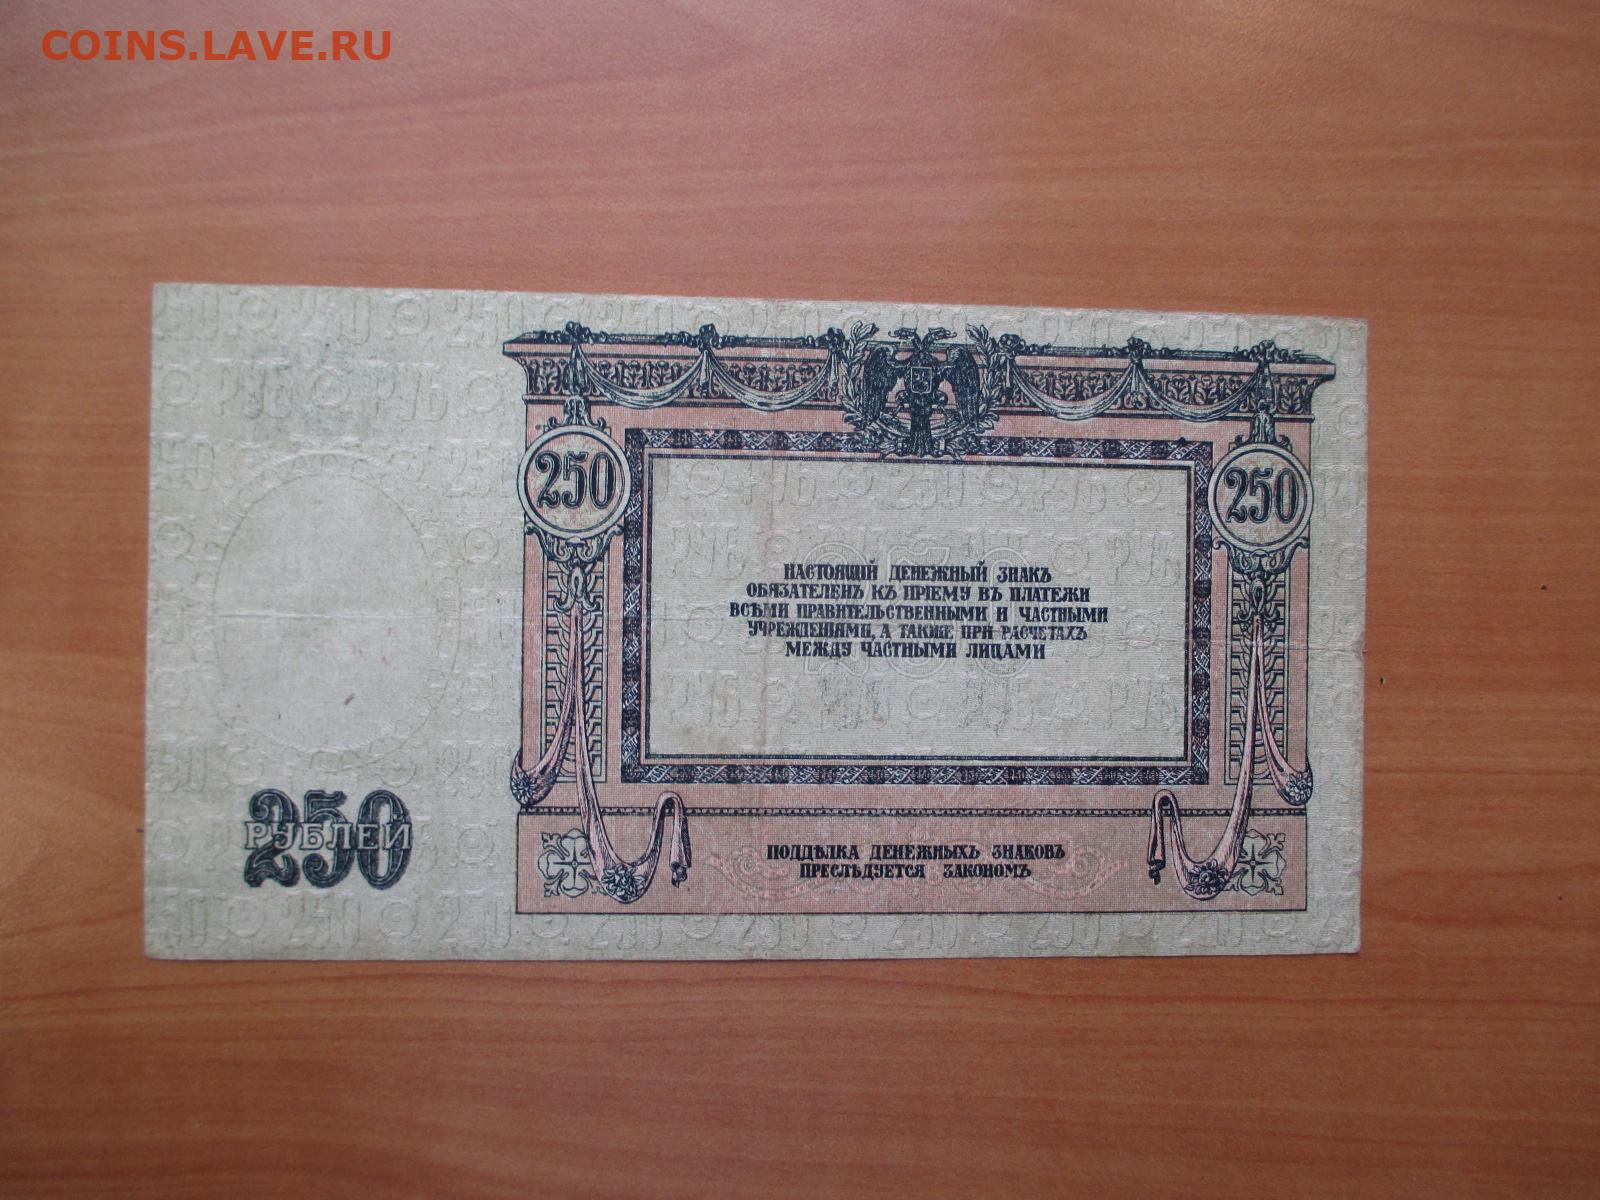 COINS.LAVE.RU
250
250
НАСТОЯЩІЙ ДЕНЕЖНЫЙ ЗНАКЪ
ОБЯЗАТЕЛЕНЪ КЪ ПРІЕМУ ВЪ ПЛАТЕЖИ
ВСѢМИ ПРАВИТЕЛЬСТВЕННЫМИ И ЧАСТНЫМИ
УЧРЕЖДЕНІЯМИ, А ТАКЖЕ ПРИ РАСЧЕТАХЪ
МЕЖДУ ЧАСТНЫМИ ЛИЦАМИ
250
РУБЛЕЙ
ПОДДѢЛКА ДЕНЕЖНЫХЪ ЗНАКОВЪ
ПРЕСЛѢДУЕТСЯ ЗАКОНОМЪ